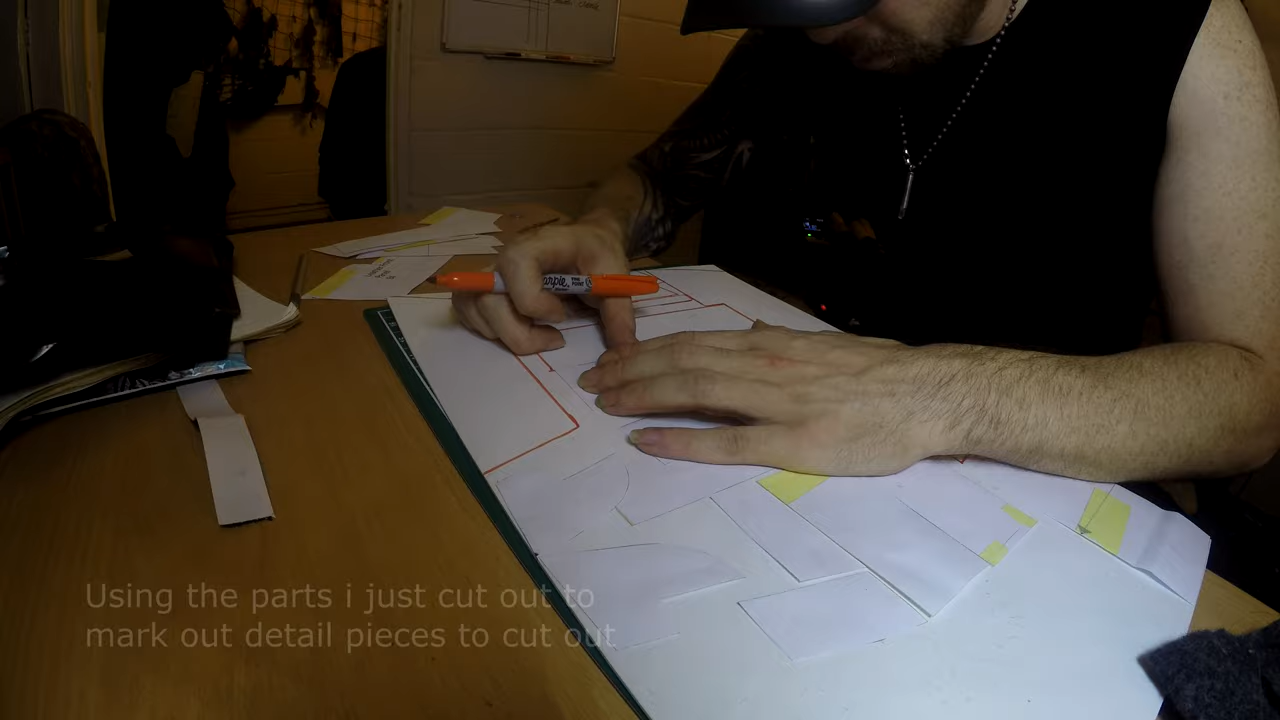 Using the parts i just cut out to
mark out detail pieces to cut out